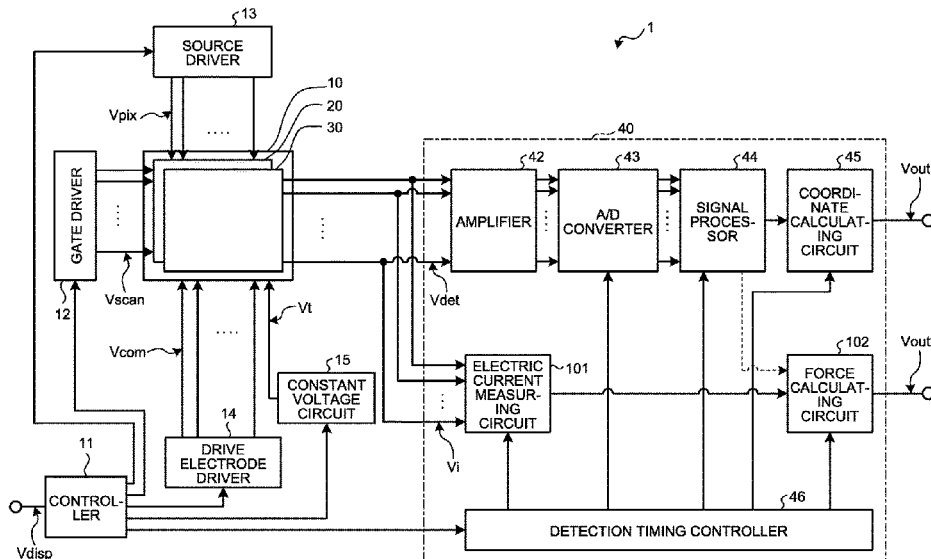 13
SOURCE
DRIVER
1
10
20
30
Vpix
40
42
43
44
45
GATE DRIVER
AMPLIFIER
A/D
CONVERTER
SIGNAL
PROCES-
SOR
COORDI-
NATE
CALCULAT-
ING
CIRCUIT
Vout
12
Vscan
Vdet
Vt
Vcom
15
CONSTANT
VOLTAGE
CIRCUIT
ELECTRIC
CURRENT
MEASUR-
ING
CIRCUIT
101
102
FORCE
CALCULAT-
ING
CIRCUIT
Vout
14
DRIVE
ELECTRODE
DRIVER
Vi
11
CONTROL-
LER
Vdisp
46
DETECTION TIMING CONTROLLER